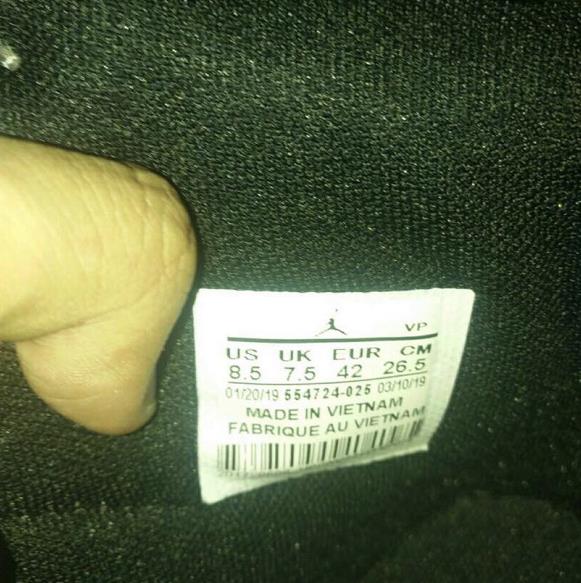 VP
US UK EUR CM
8.5 7.5 42 26.5
01/20/19 554724-025 03/10/19
MADE IN VIETNAM
FABRIQUE AU VIETNAM